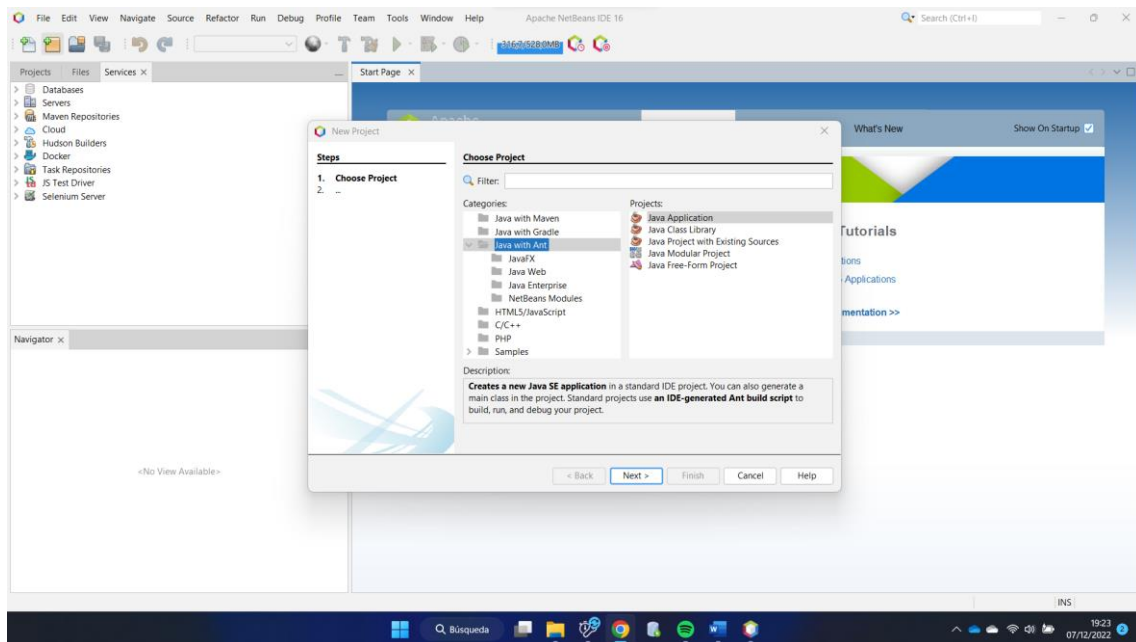 File Edit View Navigate Source Refactor Run Debug Profile Team Tools Window Help Apache NetBeans IDE 16 Search (Ctrl+I)
Projects Files Services Start Page
Databases
Servers
Maven Repositories
Cloud
Hudson Builders
Docker
Task Repositories
JS Test Driver
Selenium Server
What's New Show On Startup
Tutorials
Applications
mentation >>
New Project
Steps
1. Choose Project
2. ..
Choose Project
Filter:
Categories:
Java with Maven
Java with Gradle
Java with Ant
JavaFX
Java Web
Java Enterprise
NetBeans Modules
HTML5/JavaScript
C/C++
PHP
Samples
Projects:
Java Application
Java Class Library
Java Project with Existing Sources
Java Modular Project
Java Free-Form Project
Description:
Creates a new Java SE application in a standard IDE project. You can also generate a
main class in the project. Standard projects use an IDE-generated Ant build script to
build, run, and debug your project.
< Back Next > Finish Cancel Help
Navigator
<No View Available>
INS
Búsqueda
19:23
07/12/2022